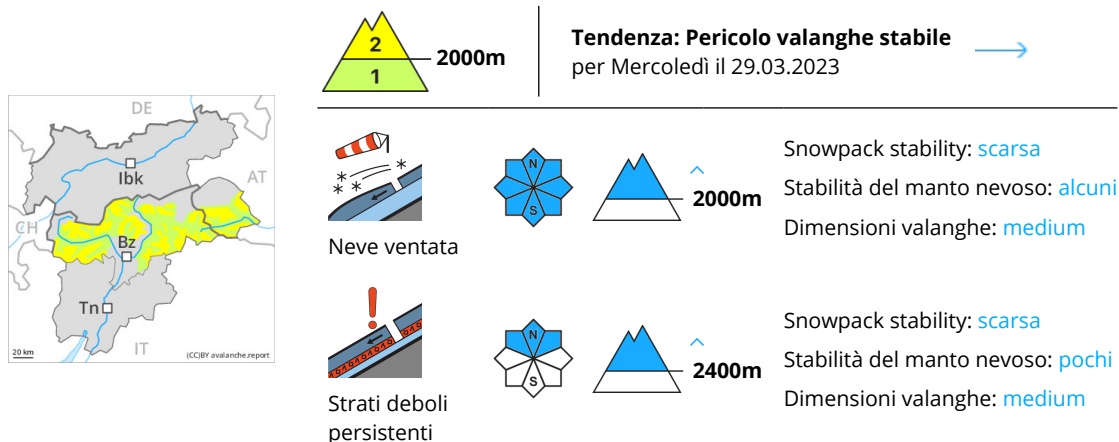 2
1
2000m
Tendenza: Pericolo valanghe stabile
per Mercoledì il 29.03.2023
DE
Ibk
AT
CH
Bz
Tn
IT
20 km
(CC)BY avalanche.report
Neve ventata
N
S
2000m
Snowpack stability: scarsa
Stabilità del manto nevoso: alcuni
Dimensioni valanghe: medium
Strati deboli
persistenti
N
S
2400m
Snowpack stability: scarsa
Stabilità del manto nevoso: pochi
Dimensioni valanghe: medium